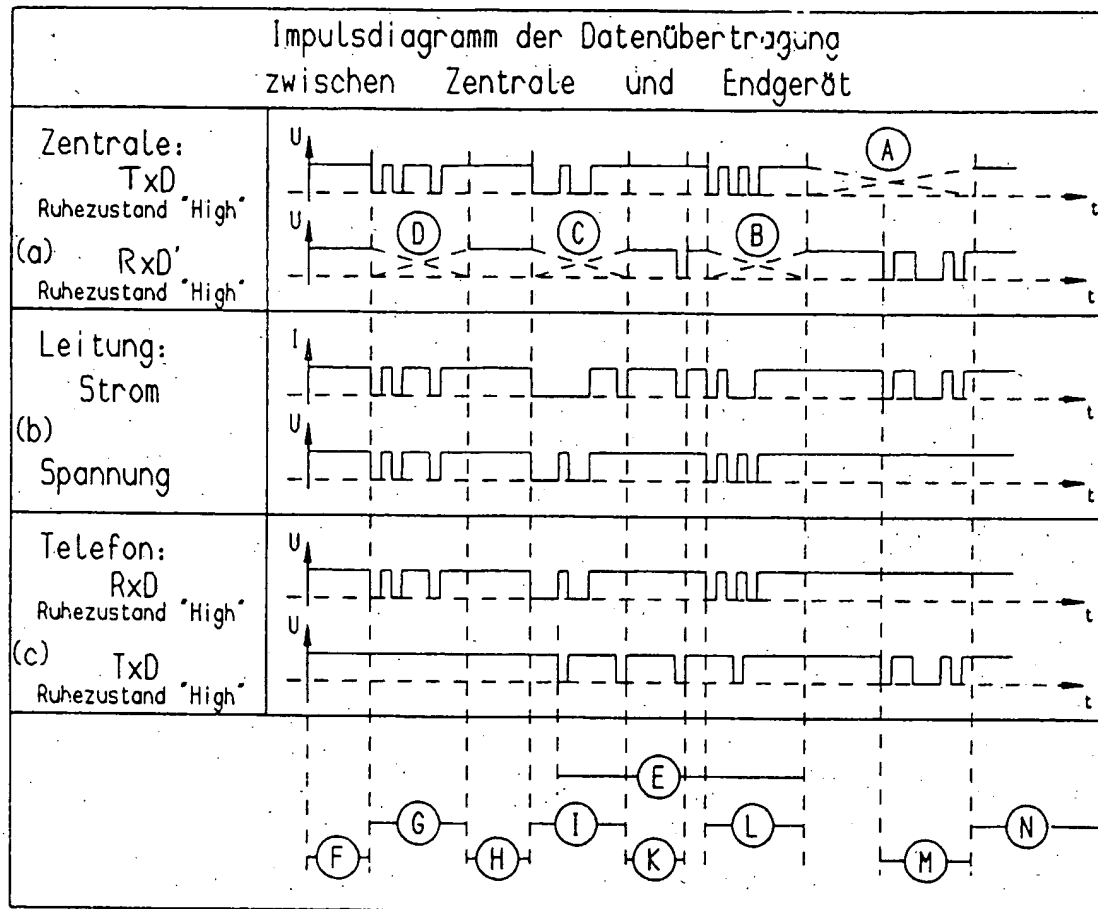 Impulsdiagramm der Datenübertragung
zwischen Zentrale und Endgerät
Zentrale:
TxD
Ruhezustand "High"
U
A
t
(a)
RxD'
Ruhezustand "High"
U
D
C
B
t
Leitung:
Strom
I
t
(b)
Spannung
U
t
Telefon:
RxD
Ruhezustand "High"
U
t
(c)
TxD
Ruhezustand "High"
U
t
E
G
I
L
N
F
H
K
M